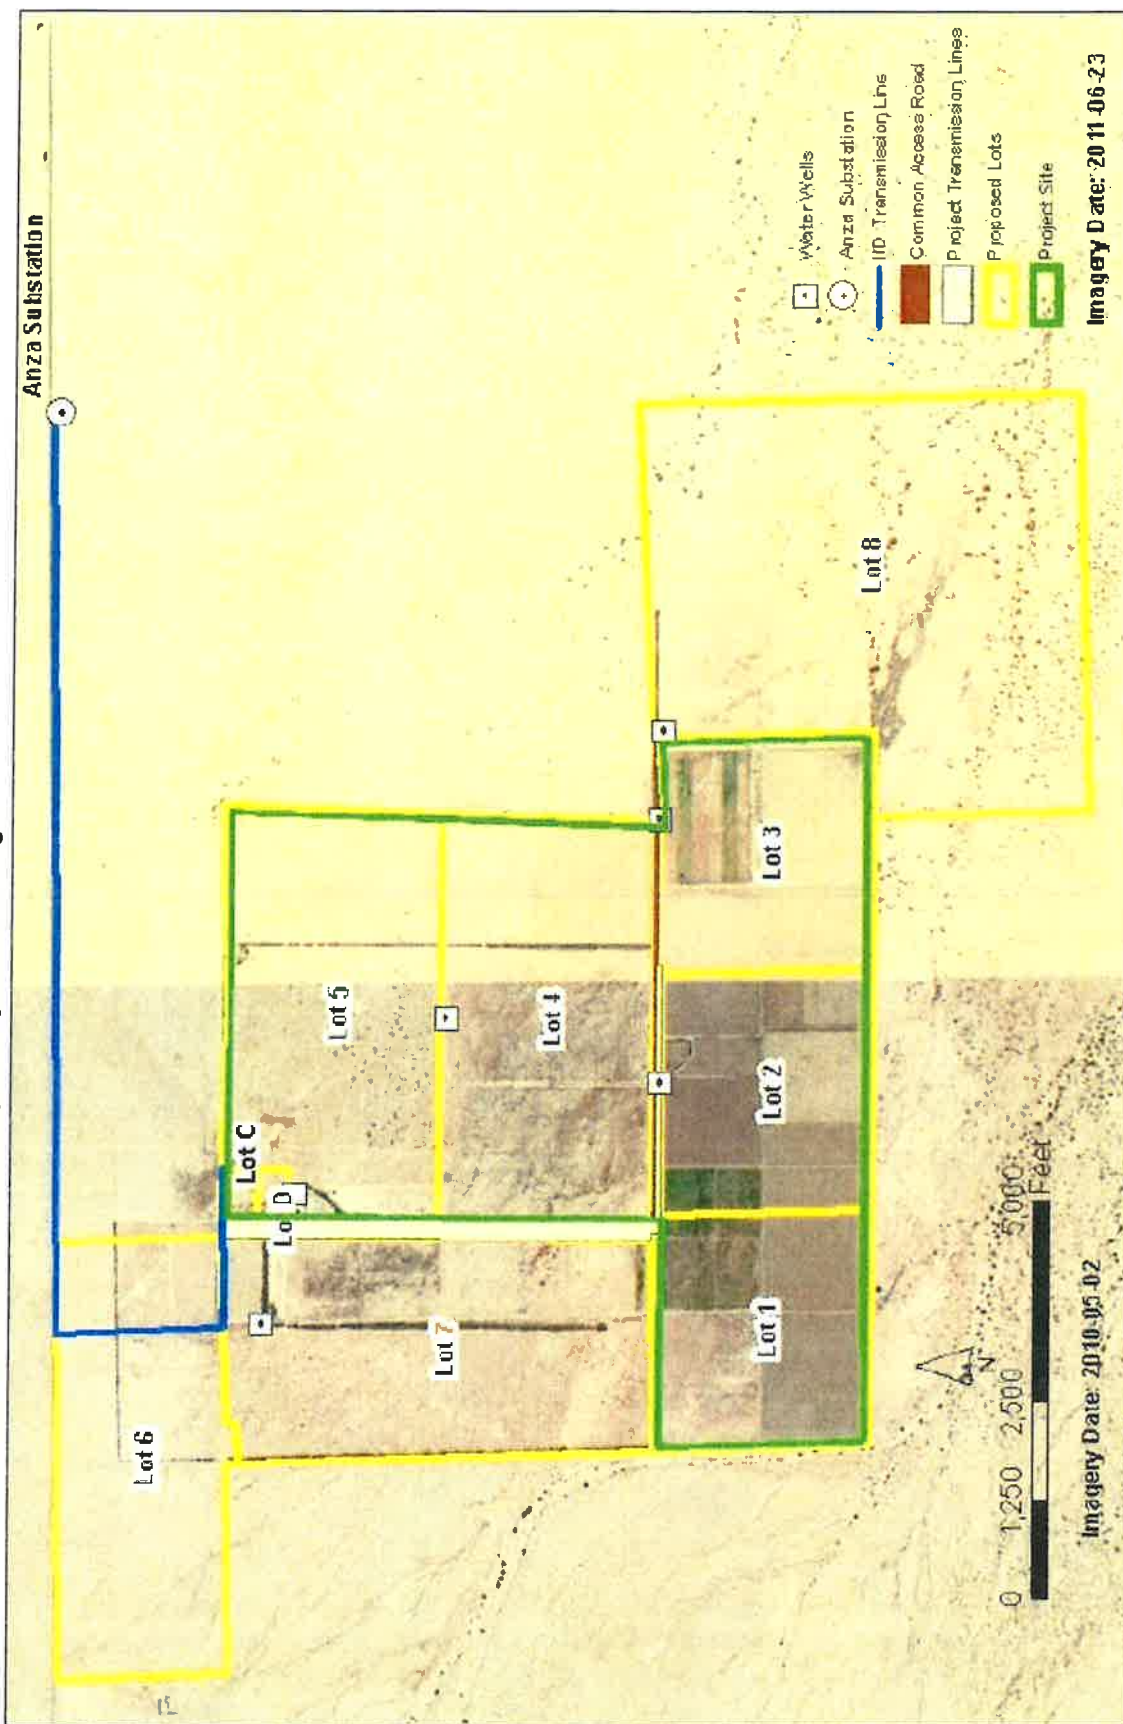 Anza Substation
Lot 6
Lot C
Lot D
Lot 5
Lot 7
Lot 4
Lot 1
Lot 2
Lot 3
Lot 8
Water Wells
Anza Substation
IID Transmission Line
Common Access Road
Project Transmission Lines
Proposed Lots
Project Site
N
0 1,250 2,500 5,000
Feet
Imagery Date: 2010-05-02
Imagery Date: 2011-06-23